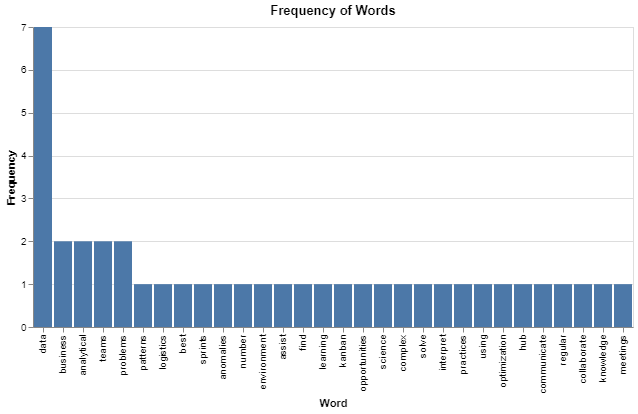 Frequency of Words
7
6
5
4
3
2
1
0
Frequency
data
business
analytical
teams
problems
patterns
logistics
best
sprints
anomalies
number
environment
assist
find
learning
kanban
opportunities
science
complex
solve
interpret
practices
using
optimization
hub
communicate
regular
collaborate
knowledge
meetings
Word